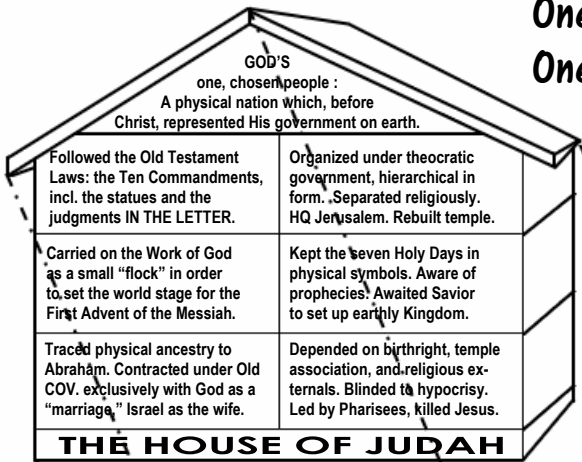 One
One
GOD'S
one, chosen people :
A physical nation which, before
Christ, represented His government on earth.
Followed the Old Testament
Laws: the Ten Commandments,
incl. the statues and the
judgments IN THE LETTER.
Organized under theocratic
government, hierarchical in
form. Separated religiously.
HQ Jerusalem. Rebuilt temple.
Carried on the Work of God
as a small “flock” in order
to set the world stage for the
First Advent of the Messiah.
Kept the seven Holy Days in
physical symbols. Aware of
prophecies. Awaited Savior
to set up earthly Kingdom.
Traced physical ancestry to
Abraham. Contracted under Old
COV. exclusively with God as a
“marriage,” Israel as the wife.
Depended on birthright, temple
association, and religious ex-
ternals. Blinded to hypocrisy.
Led by Pharisees, killed Jesus.
THE HOUSE OF JUDAH